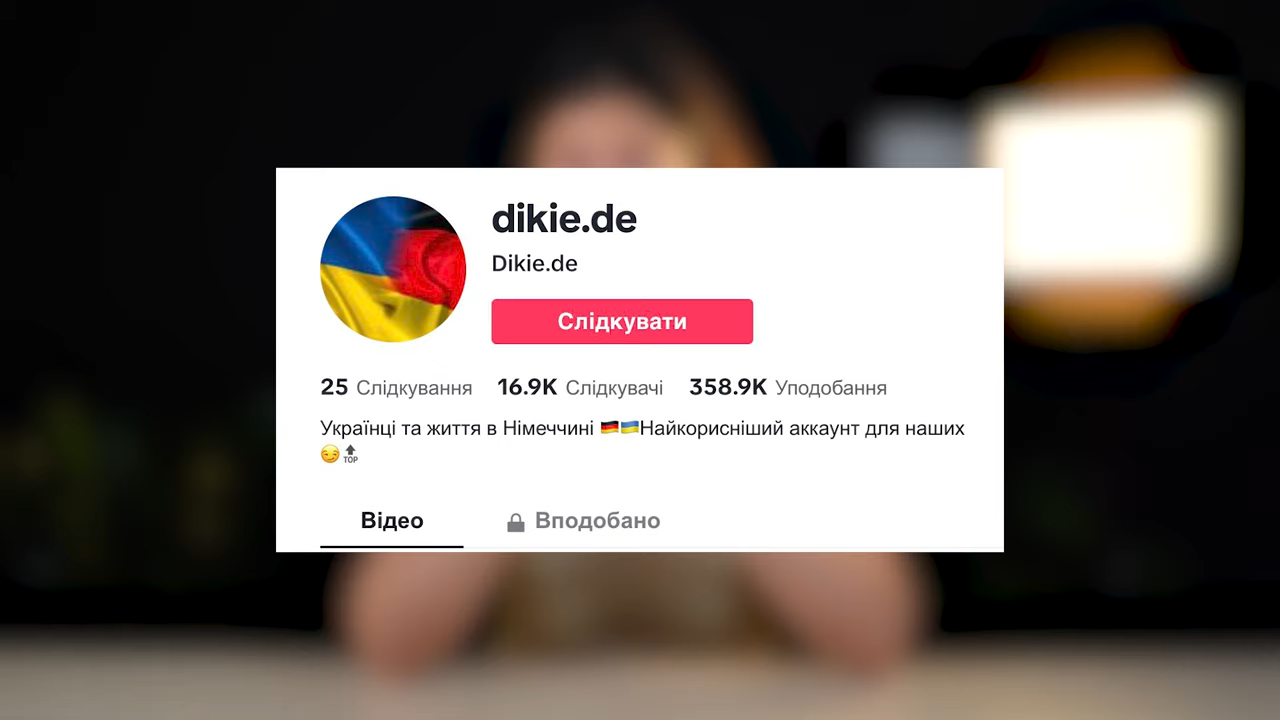 dikie.de
Dikie.de
Слідкувати
25 Слідкування 16.9K Слідкувачі 358.9K Уподобання
Українці та життя в Німеччині 🇩🇪🇺🇦Найкорисніший аккаунт для наших
😏🔝
Відео 🔒 Вподобано